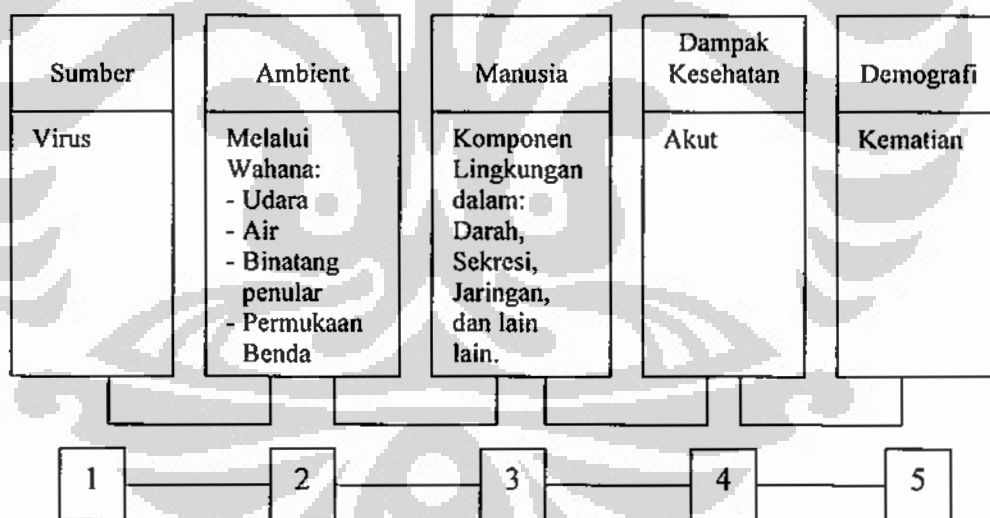 Sumber
Virus
Ambient
Melalui
Wahana:
- Udara
- Air
- Binatang
penular
- Permukaan
Benda
Manusia
Komponen
Lingkungan
dalam:
Darah,
Sekresi,
Jaringan,
dan lain
lain.
Dampak
Kesehatan
Akut
Demografi
Kematian
1
2
3
4
5